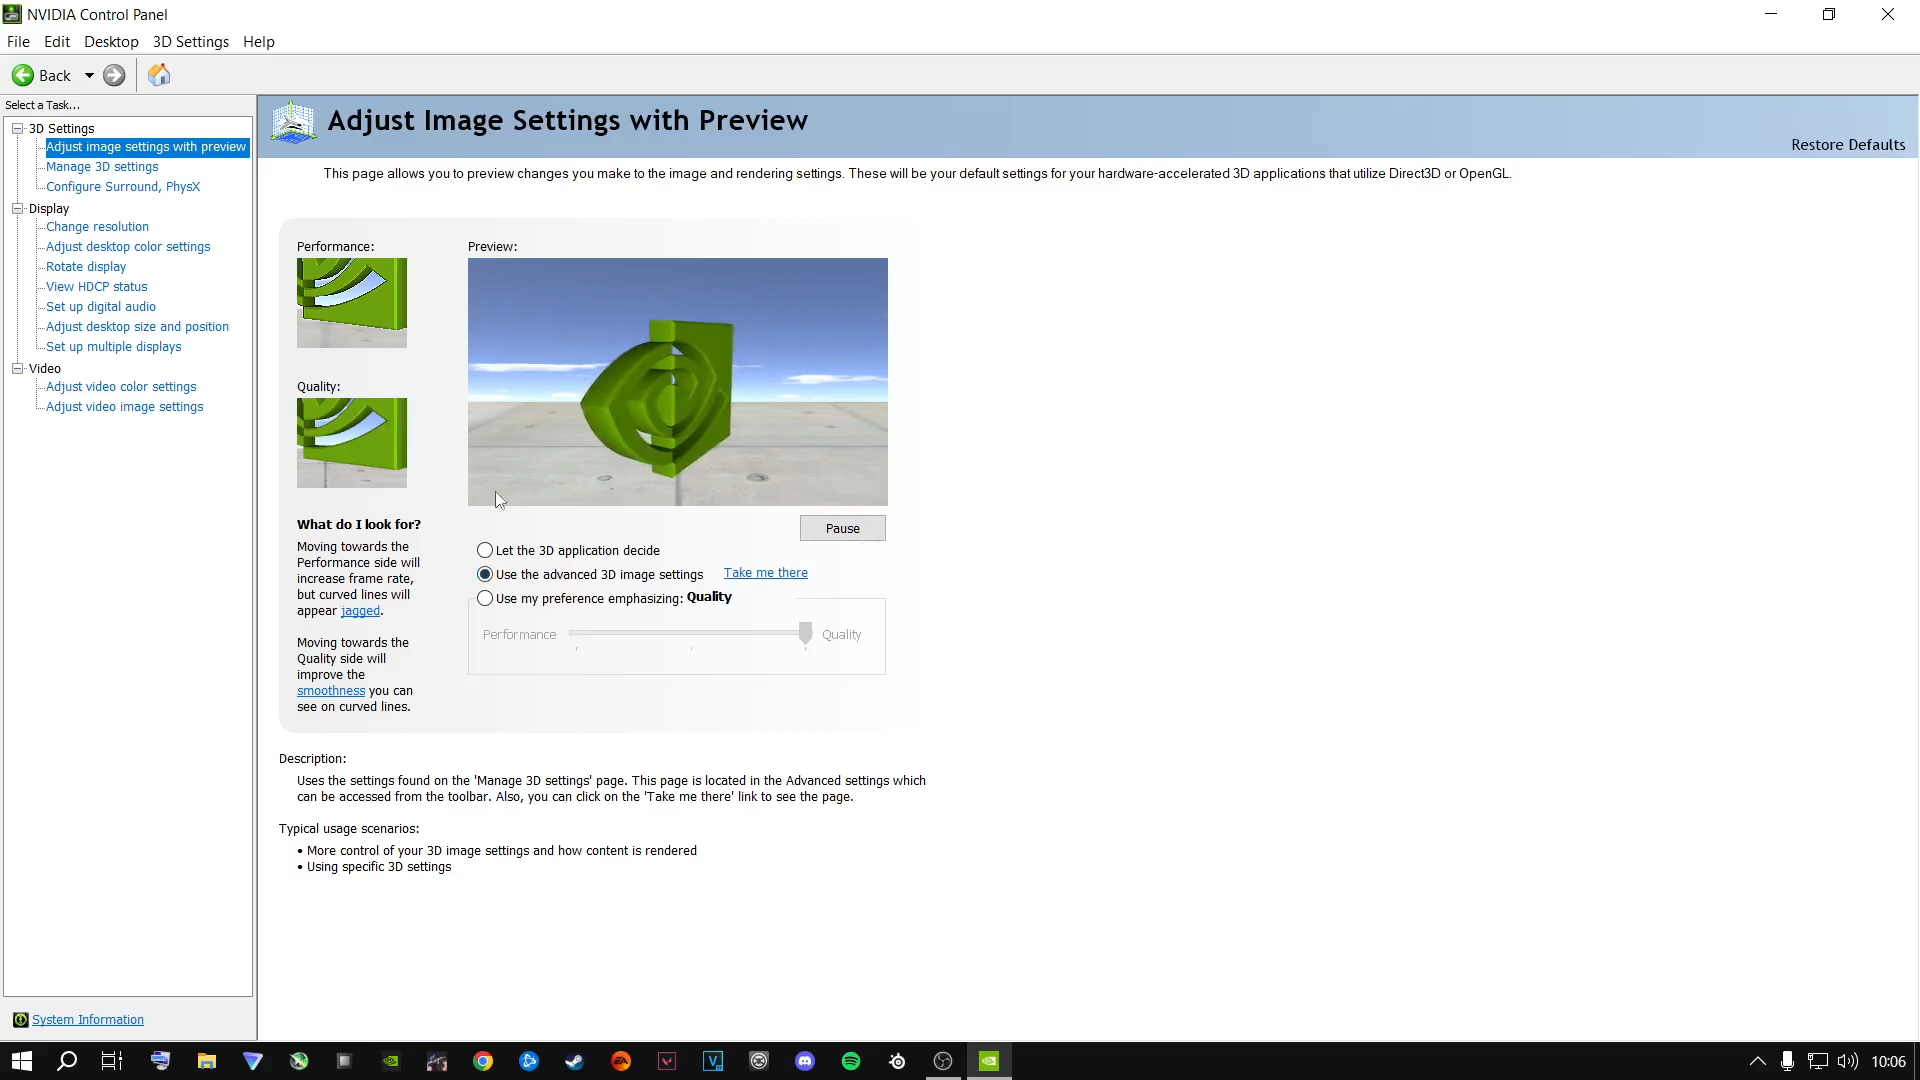 NVIDIA Control Panel
File Edit Desktop 3D Settings Help
Back
Select a Task...
3D Settings
Adjust image settings with preview
Manage 3D settings
Configure Surround, PhysX
Display
Change resolution
Adjust desktop color settings
Rotate display
View HDCP status
Set up digital audio
Adjust desktop size and position
Set up multiple displays
Video
Adjust video color settings
Adjust video image settings
System Information
Adjust Image Settings with Preview
Restore Defaults
This page allows you to preview changes you make to the image and rendering settings. These will be your default settings for your hardware-accelerated 3D applications that utilize Direct3D or OpenGL.
Performance:
Quality:
What do I look for?
Moving towards the
Performance side will
increase frame rate,
but curved lines will
appear jagged.
Moving towards the
Quality side will
improve the
smoothness you can
see on curved lines.
Preview:
Pause
Let the 3D application decide
Use the advanced 3D image settings Take me there
Use my preference emphasizing: Quality
Performance Quality
Description:
Uses the settings found on the 'Manage 3D settings' page. This page is located in the Advanced settings which
can be accessed from the toolbar. Also, you can click on the 'Take me there' link to see the page.
Typical usage scenarios:
• More control of your 3D image settings and how content is rendered
• Using specific 3D settings
EA
V
10:06